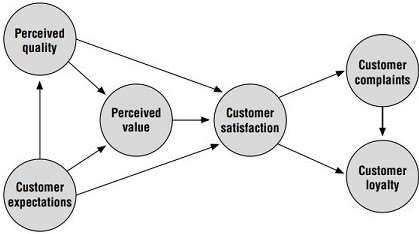 Perceived
quality
Customer
complaints
Perceived
value
Customer
satisfaction
Customer
expectations
Customer
loyalty